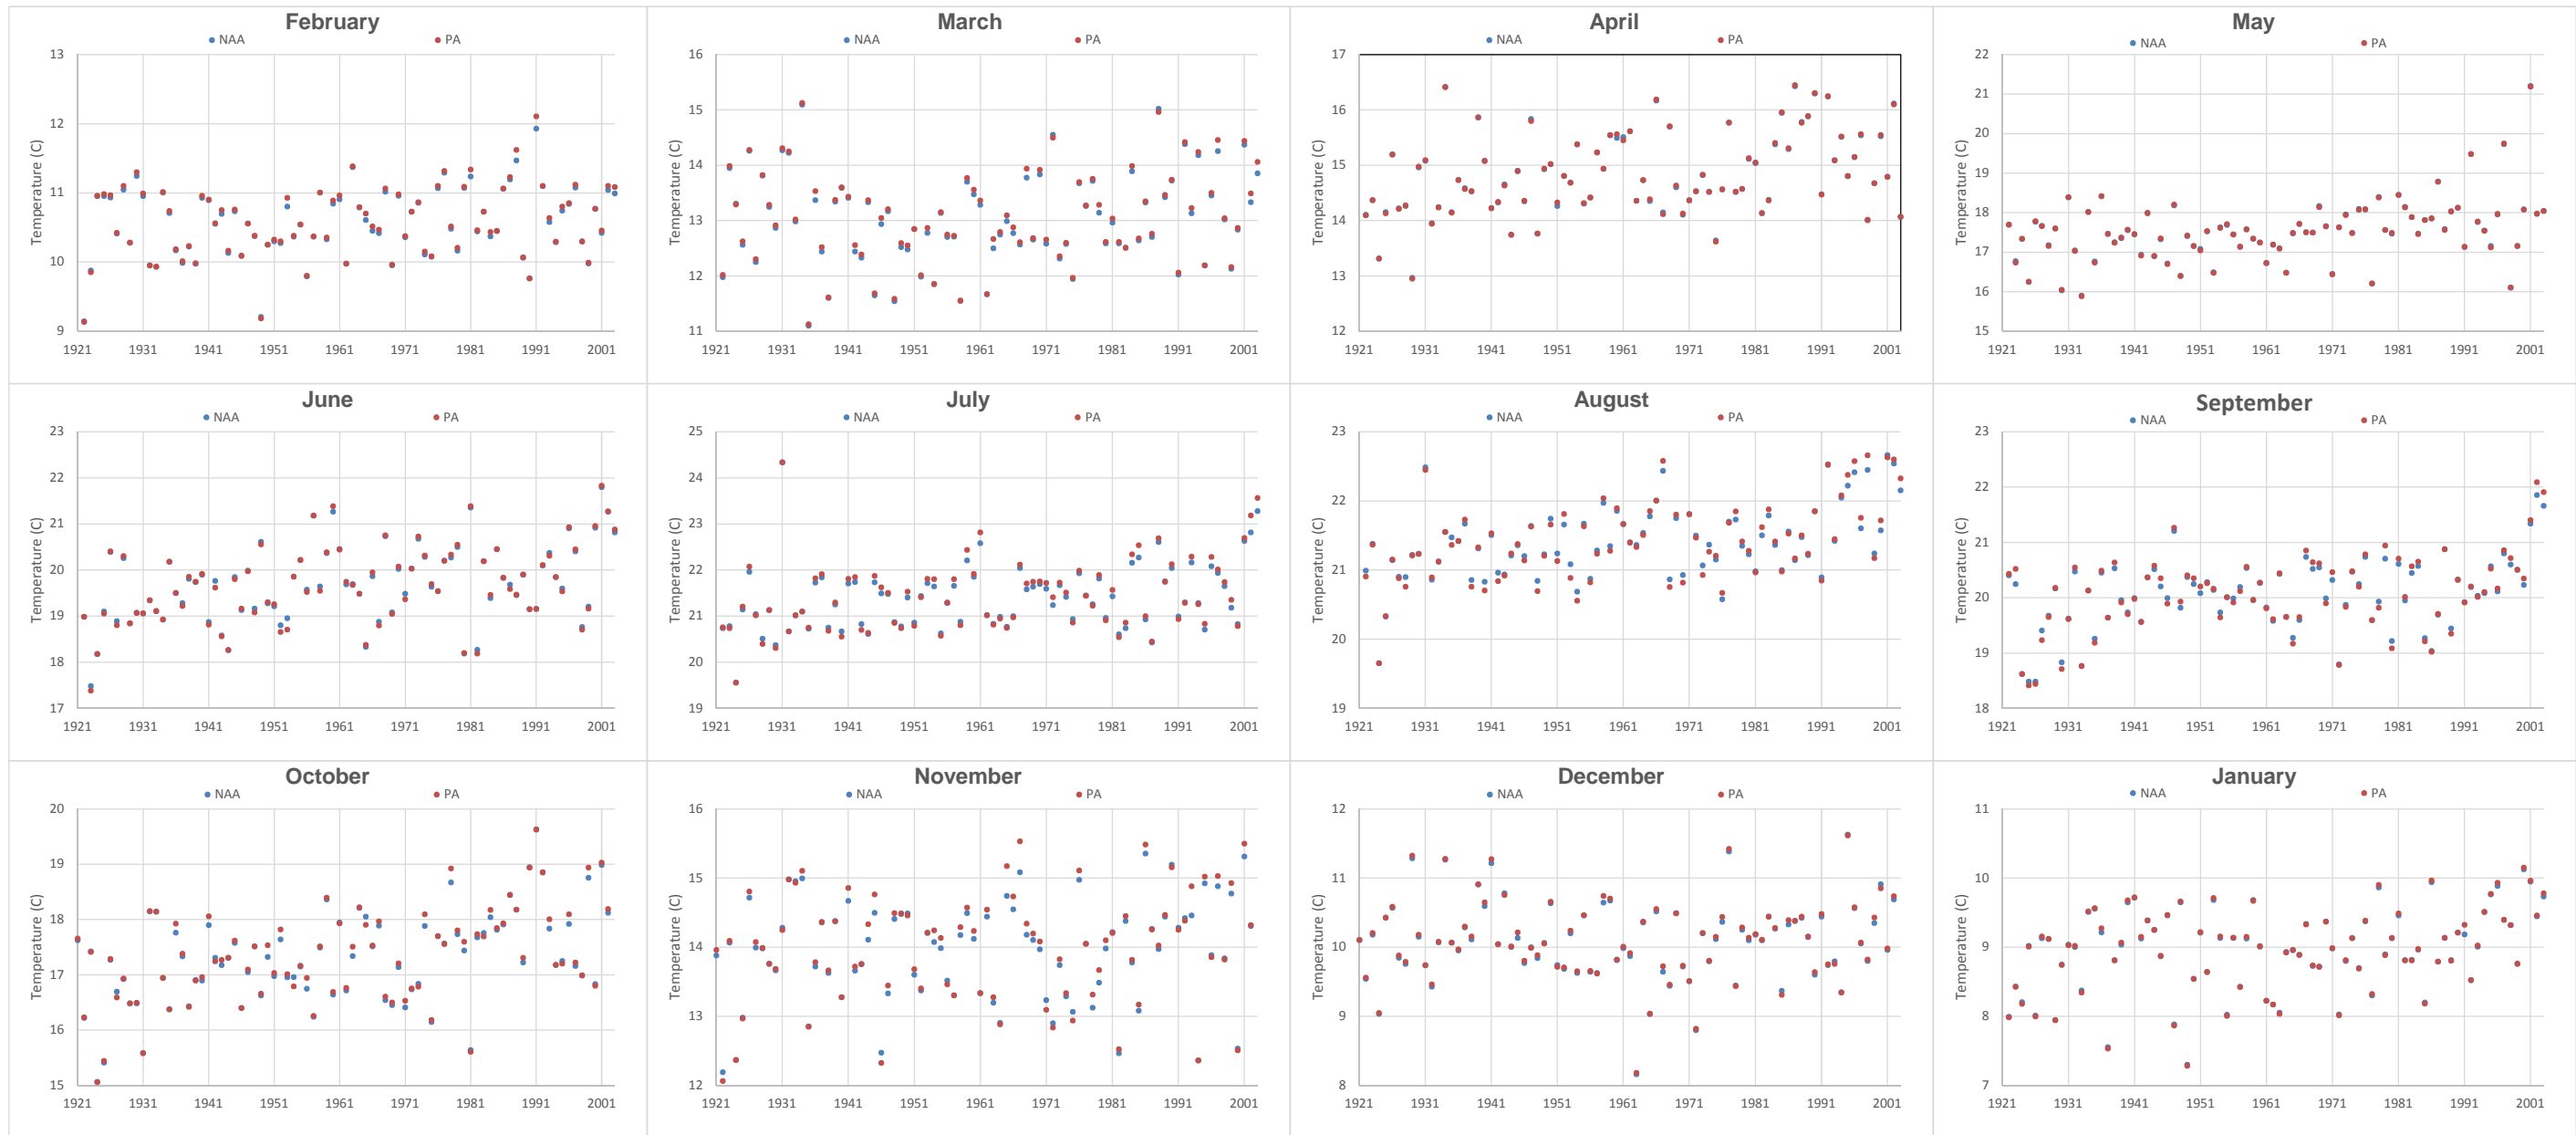 February
NAA PA
Temperature (C)
13
12
11
10
9
1921 1931 1941 1951 1961 1971 1981 1991 2001
March
NAA PA
Temperature (C)
16
15
14
13
12
11
1921 1931 1941 1951 1961 1971 1981 1991 2001
April
NAA PA
Temperature (C)
17
16
15
14
13
12
1921 1931 1941 1951 1961 1971 1981 1991 2001
May
NAA PA
Temperature (C)
22
21
20
19
18
17
16
15
1921 1931 1941 1951 1961 1971 1981 1991 2001
June
NAA PA
Temperature (C)
23
22
21
20
19
18
17
1921 1931 1941 1951 1961 1971 1981 1991 2001
July
NAA PA
Temperature (C)
25
24
23
22
21
20
19
1921 1931 1941 1951 1961 1971 1981 1991 2001
August
NAA PA
Temperature (C)
23
22
21
20
19
1921 1931 1941 1951 1961 1971 1981 1991 2001
September
NAA PA
Temperature (C)
23
22
21
20
19
18
1921 1931 1941 1951 1961 1971 1981 1991 2001
October
NAA PA
Temperature (C)
20
19
18
17
16
15
1921 1931 1941 1951 1961 1971 1981 1991 2001
November
NAA PA
Temperature (C)
16
15
14
13
12
1921 1931 1941 1951 1961 1971 1981 1991 2001
December
NAA PA
Temperature (C)
12
11
10
9
8
1921 1931 1941 1951 1961 1971 1981 1991 2001
January
NAA PA
Temperature (C)
11
10
9
8
7
1921 1931 1941 1951 1961 1971 1981 1991 2001